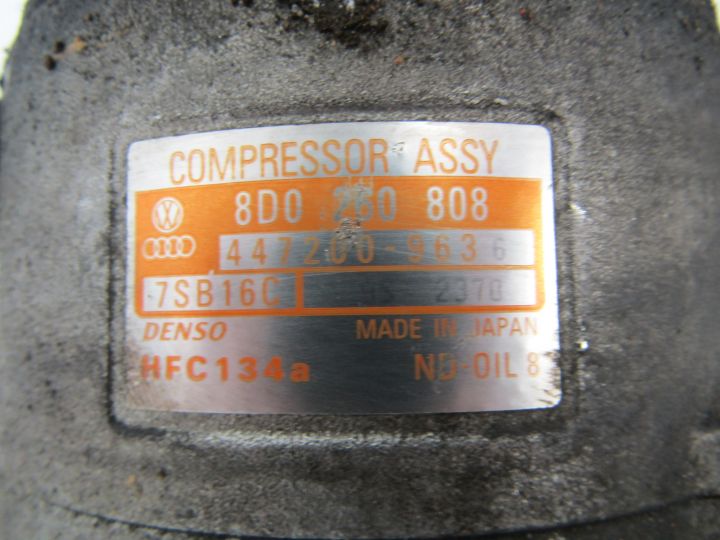 COMPRESSOR ASSY
8D0 260 808
447200-9636
7SB16C 2370
DENSO MADE IN JAPAN
HFC134a ND-OIL 8